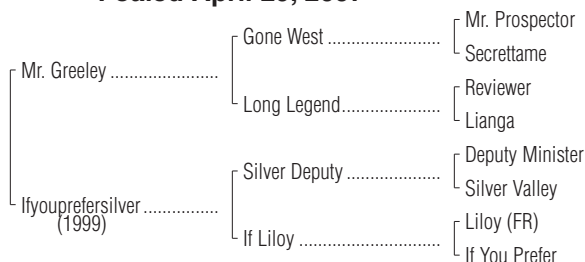 Foaled April
Mr. Prospector
Gone West ........................
Secrettame
Mr. Greeley .......................
Reviewer
Long Legend.....................
Lianga
Deputy Minister
Silver Deputy ....................
Silver Valley
Ifyouprefersilver ................
(1999)
Liloy (FR)
If Liloy ..............................
If You Prefer